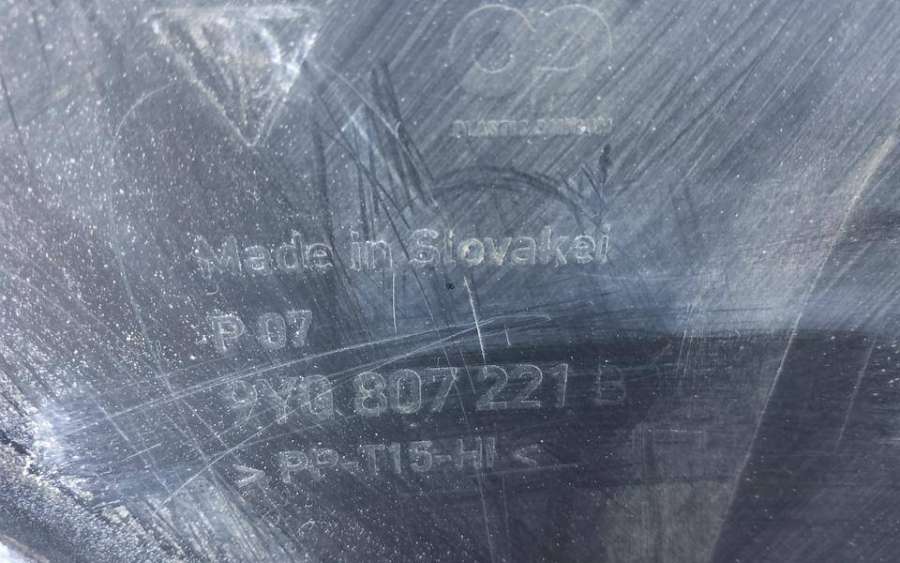 Made in Slovakei
P 07
9Y0 807 221 B
> PP-T15-HI <